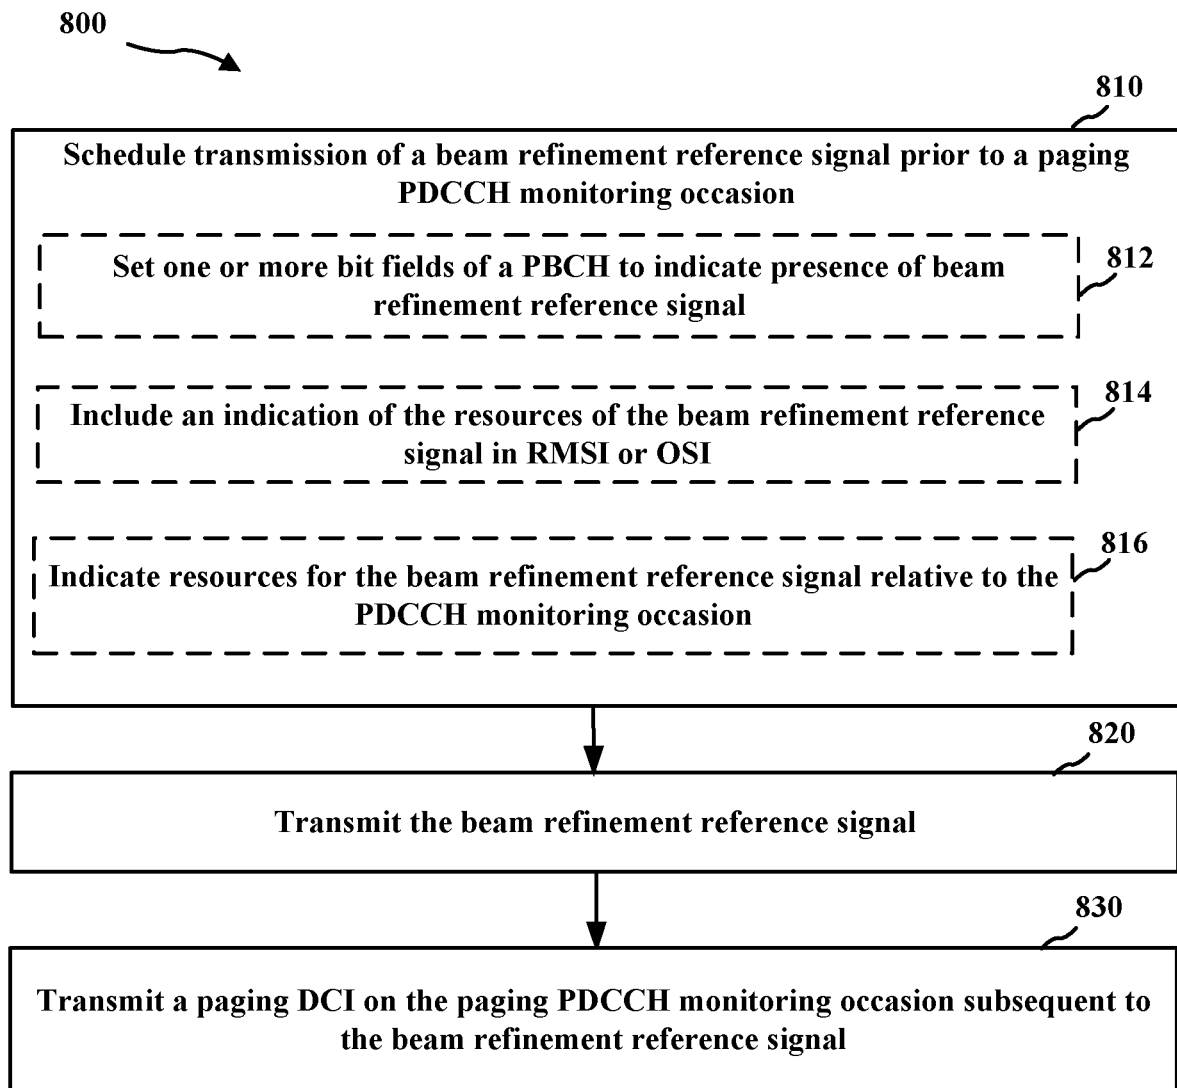 800
810
Schedule transmission of a beam refinement reference signal prior to a paging
PDCCH monitoring occasion
Set one or more bit fields of a PBCH to indicate presence of beam
refinement reference signal
812
Include an indication of the resources of the beam refinement reference
signal in RMSI or OSI
814
Indicate resources for the beam refinement reference signal relative to the
PDCCH monitoring occasion
816
820
Transmit the beam refinement reference signal
830
Transmit a paging DCI on the paging PDCCH monitoring occasion subsequent to
the beam refinement reference signal